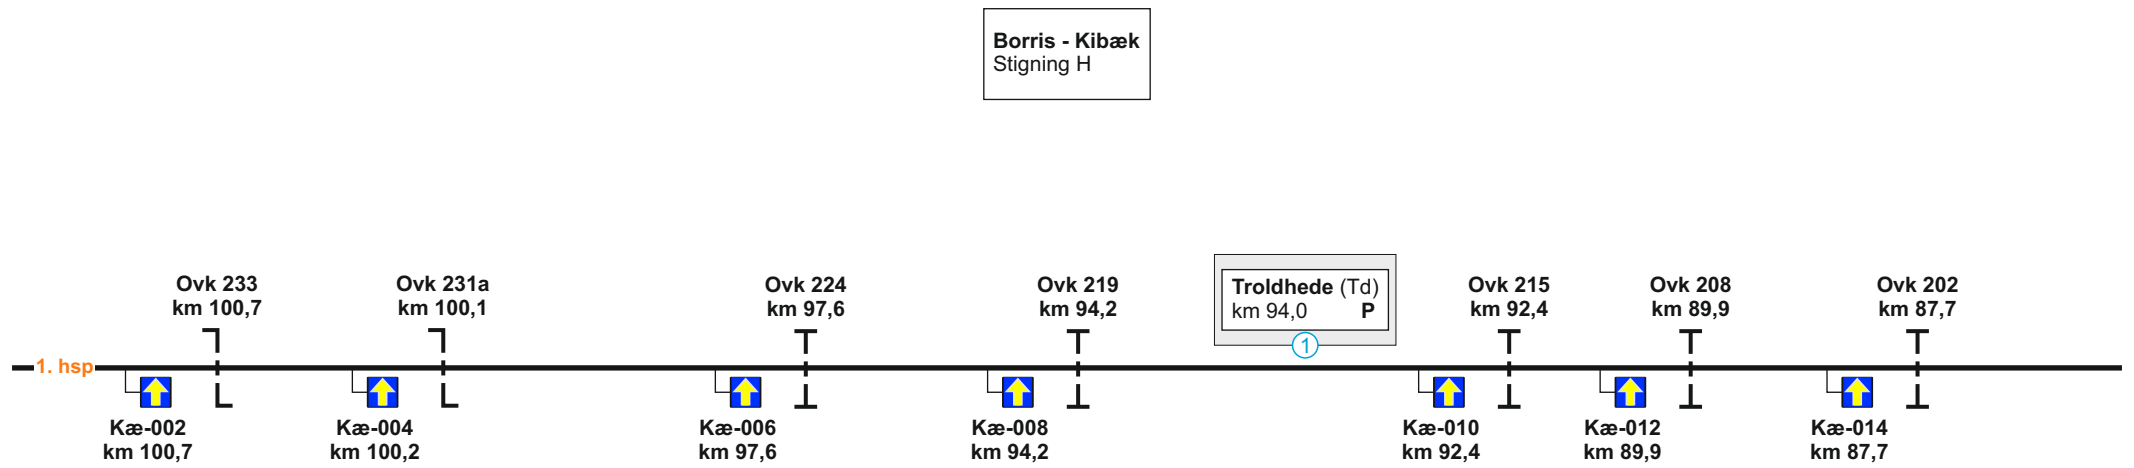 Borris - Kibæk
Stigning H
Ovk 233
km 100,7
Ovk 231a
km 100,1
Ovk 224
km 97,6
Ovk 219
km 94,2
Troldhede (Td)
km 94,0 P
1
Ovk 215
km 92,4
Ovk 208
km 89,9
Ovk 202
km 87,7
1. hsp
Kæ-002
km 100,7
Kæ-004
km 100,2
Kæ-006
km 97,6
Kæ-008
km 94,2
Kæ-010
km 92,4
Kæ-012
km 89,9
Kæ-014
km 87,7